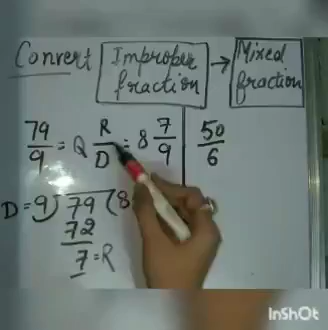 Convert Improper fraction → Mixed fraction
79/9 = Q R/D = 8 7/9
50/6
D = 9) 79 (8
72
7 = R
InShOt